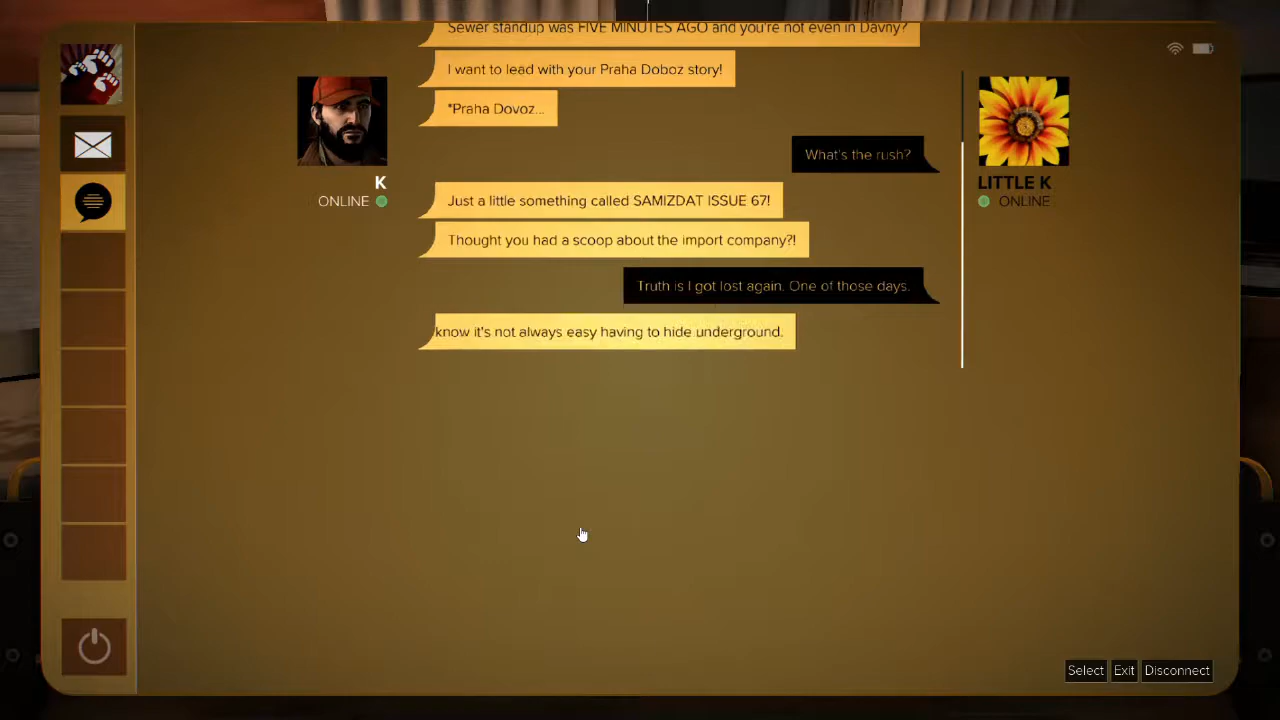 Sewer standup was FIVE MINUTES AGO and you're not even in Davny?
I want to lead with your Praha Doboz story!
*Praha Dovoz...
What's the rush?
Just a little something called SAMIZDAT ISSUE 67!
Thought you had a scoop about the import company?!
Truth is I got lost again. One of those days.
know it's not always easy having to hide underground.
K
ONLINE
LITTLE K
ONLINE
Select
Exit
Disconnect